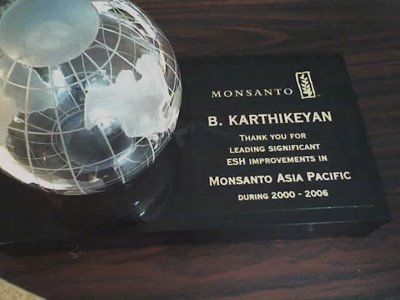 MONSANTO
B. KARTHIKEYAN
THANK YOU FOR
LEADING SIGNIFICANT
ESH IMPROVEMENTS IN
MONSANTO ASIA PACIFIC
DURING 2000 - 2006